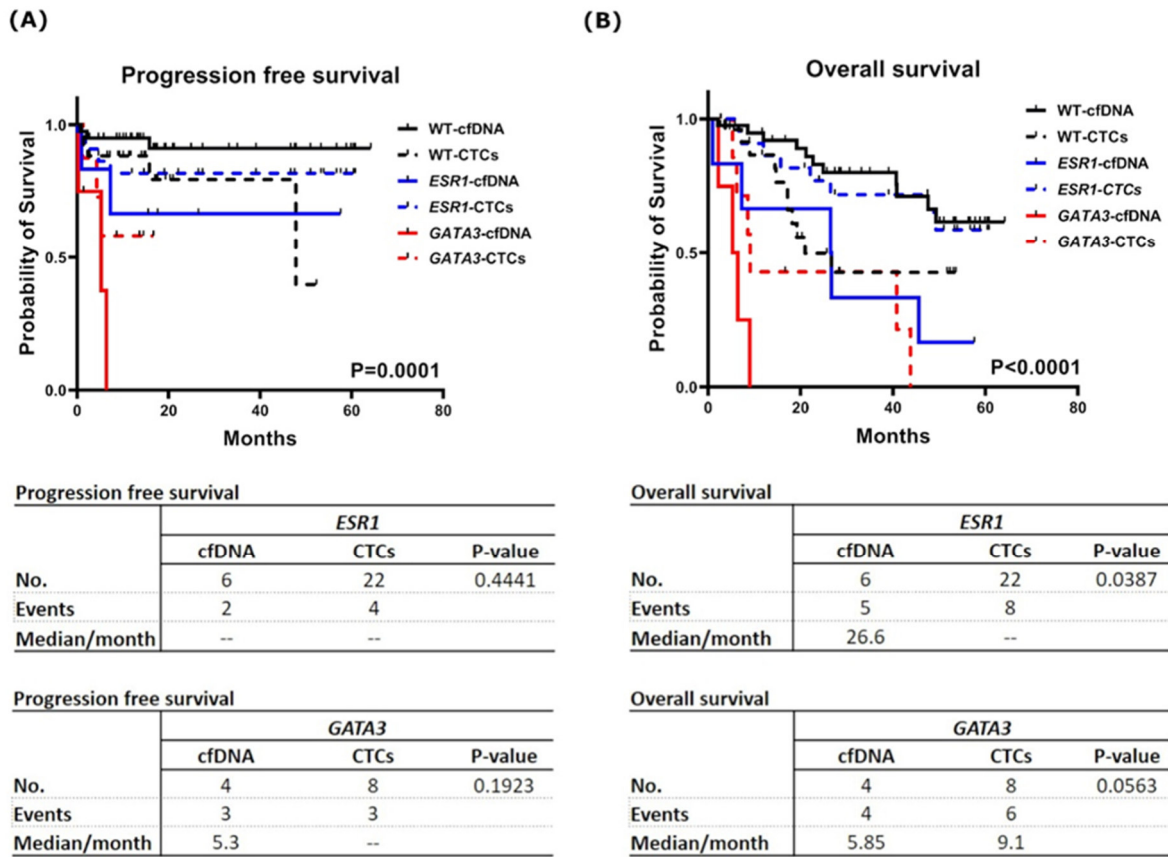 (A)
Progression free survival
Probability of Survival
1.0
0.5
0.0
0 20 40 60 80
Months
P=0.0001
WT-cfDNA
WT-CTCs
ESR1-cfDNA
ESR1-CTCs
GATA3-cfDNA
GATA3-CTCs
(B)
Overall survival
Probability of Survival
1.0
0.5
0.0
0 20 40 60 80
Months
P<0.0001
WT-cfDNA
WT-CTCs
ESR1-cfDNA
ESR1-CTCs
GATA3-cfDNA
GATA3-CTCs
Progression free survival
ESR1
cfDNA CTCs P-value
No. 6 22 0.4441
Events 2 4
Median/month -- --
Overall survival
ESR1
cfDNA CTCs P-value
No. 6 22 0.0387
Events 5 8
Median/month 26.6 --
Progression free survival
GATA3
cfDNA CTCs P-value
No. 4 8 0.1923
Events 3 3
Median/month 5.3 --
Overall survival
GATA3
cfDNA CTCs P-value
No. 4 8 0.0563
Events 4 6
Median/month 5.85 9.1